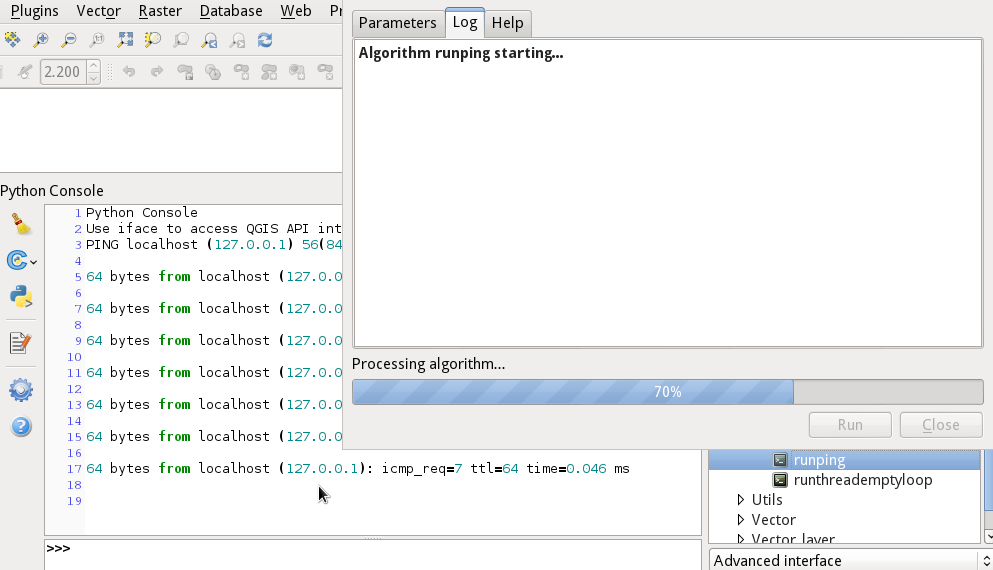 Plugins Vector Raster Database Web Pr
2.200
Parameters Log Help
Algorithm runping starting...
Processing algorithm...
70%
Run Close
Python Console
1 Python Console
2 Use iface to access QGIS API int
3 PING localhost (127.0.0.1) 56(84
4
5 64 bytes from localhost (127.0.0
6
7 64 bytes from localhost (127.0.0
8
9 64 bytes from localhost (127.0.0
10
11 64 bytes from localhost (127.0.0
12
13 64 bytes from localhost (127.0.0
14
15 64 bytes from localhost (127.0.0
16
17 64 bytes from localhost (127.0.0.1): icmp_req=7 ttl=64 time=0.046 ms
18
19
>>>
runping
runthreademptyloop
Utils
Vector
Vector layer
Advanced interface